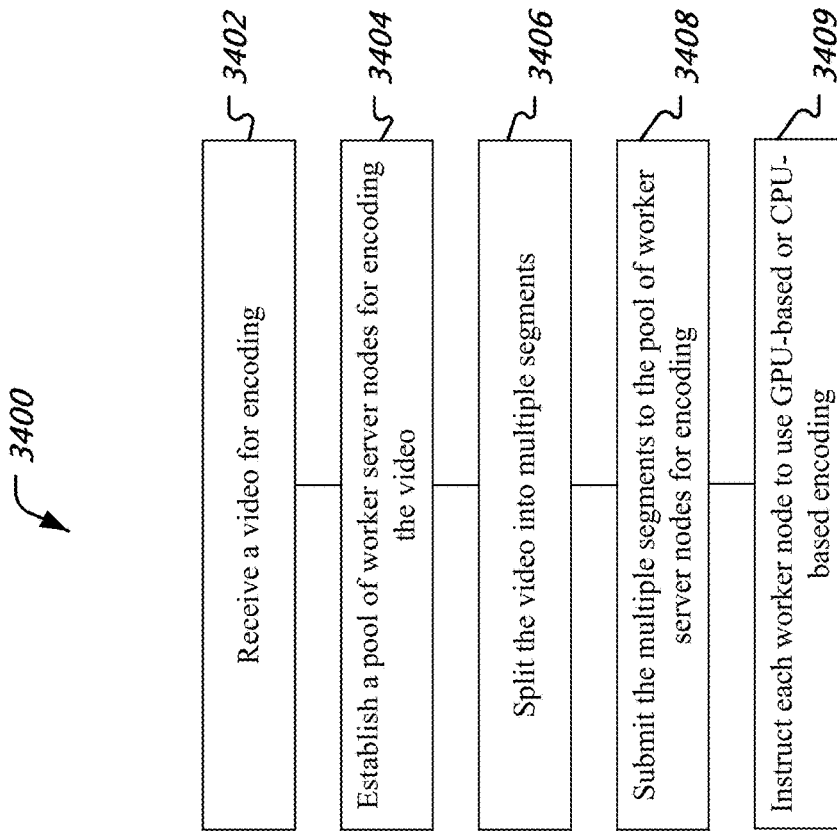 3400
Receive a video for encoding
3402
Establish a pool of worker server nodes for encoding
the video
3404
Split the video into multiple segments
3406
Submit the multiple segments to the pool of worker
server nodes for encoding
3408
Instruct each worker node to use GPU-based or CPU-
based encoding
3409